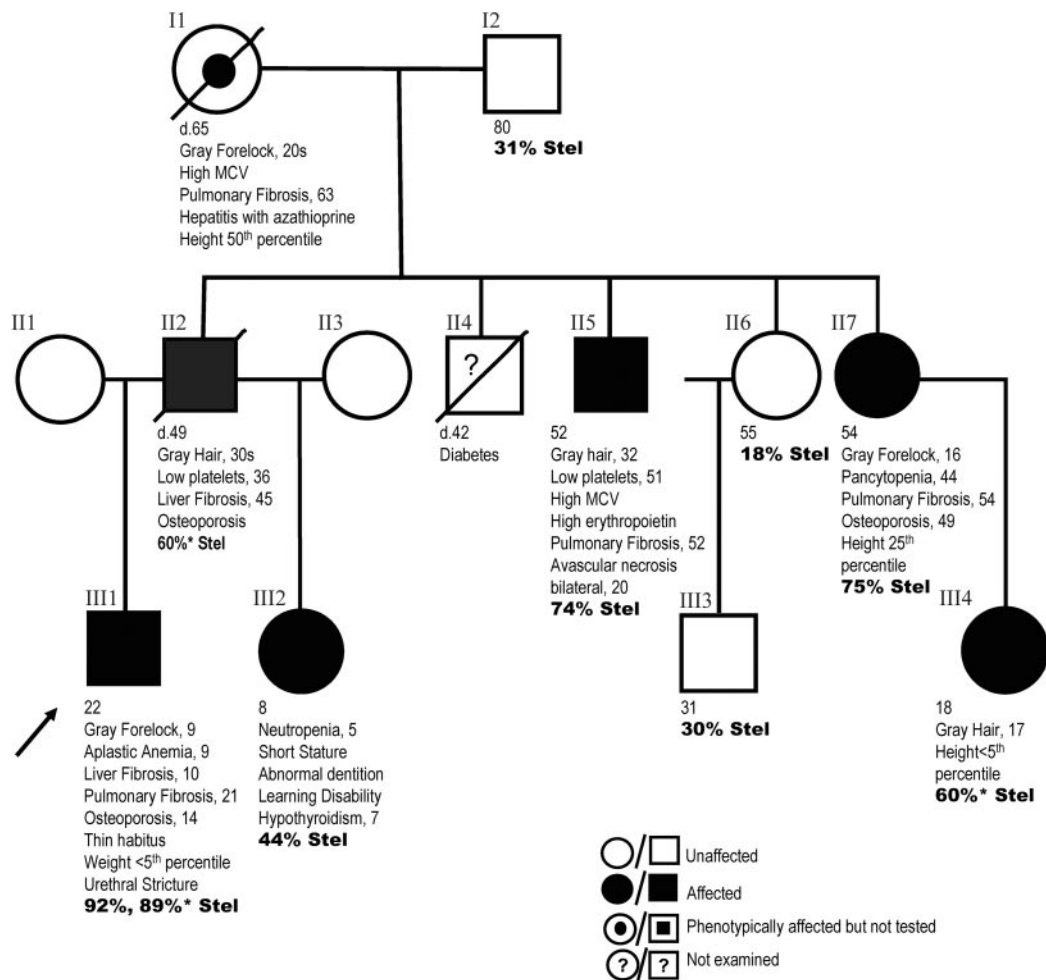 I1
I2
d.65
Gray Forelock, 20s
High MCV
Pulmonary Fibrosis, 63
Hepatitis with azathioprine
Height 50th percentile
80
31% Stel
II1
II2
II3
II4
II5
II6
II7
?
d.49
Gray Hair, 30s
Low platelets, 36
Liver Fibrosis, 45
Osteoporosis
60%* Stel
d.42
Diabetes
52
Gray hair, 32
Low platelets, 51
High MCV
High erythropoietin
Pulmonary Fibrosis, 52
Avascular necrosis
bilateral, 20
74% Stel
55
18% Stel
54
Gray Forelock, 16
Pancytopenia, 44
Pulmonary Fibrosis, 54
Osteoporosis, 49
Height 25th
percentile
75% Stel
III1
III2
III3
III4
22
Gray Forelock, 9
Aplastic Anemia, 9
Liver Fibrosis, 10
Pulmonary Fibrosis, 21
Osteoporosis, 14
Thin habitus
Weight <5th percentile
Urethral Stricture
92%, 89%* Stel
8
Neutropenia, 5
Short Stature
Abnormal dentition
Learning Disability
Hypothyroidism, 7
44% Stel
31
30% Stel
18
Gray Hair, 17
Height<5th
percentile
60%* Stel
Unaffected
Affected
Phenotypically affected but not tested
? / ? Not examined